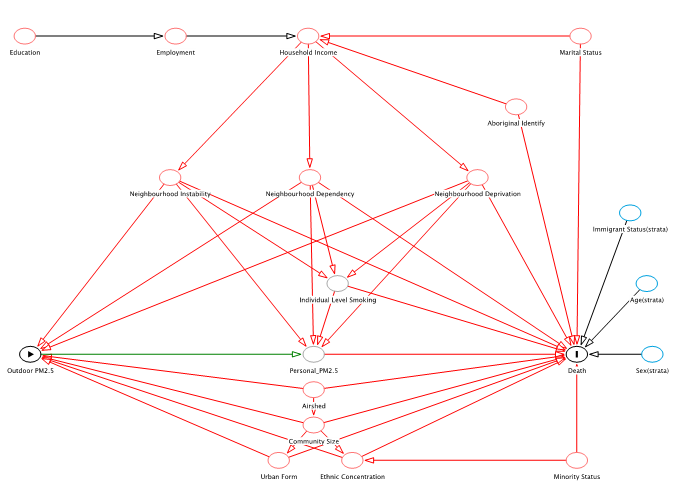 Education
Employment
Household Income
Marital Status
Aboriginal Identify
Neighbourhood Instability
Neighbourhood Dependency
Neighbourhood Deprivation
Immigrant Status(strata)
Individual Level Smoking
Age(strata)
Outdoor PM2.5
Personal_PM2.5
Death
Sex(strata)
Airshed
Community Size
Urban Form
Ethnic Concentration
Minority Status